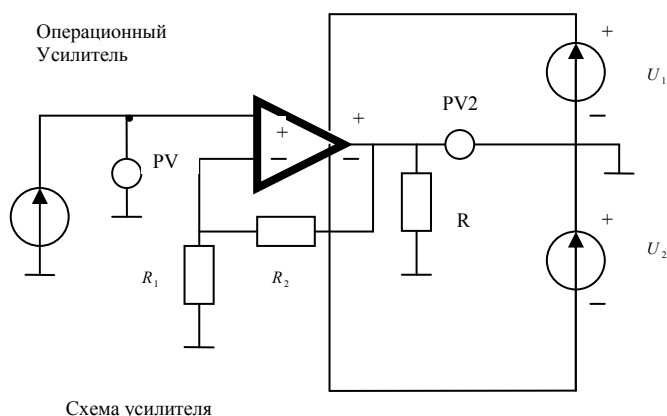 Операционный
Усилитель
+
U₁
PV2
+
+
−
PV
−
−
R
+
R₁
R₂
U₂
−
Схема усилителя